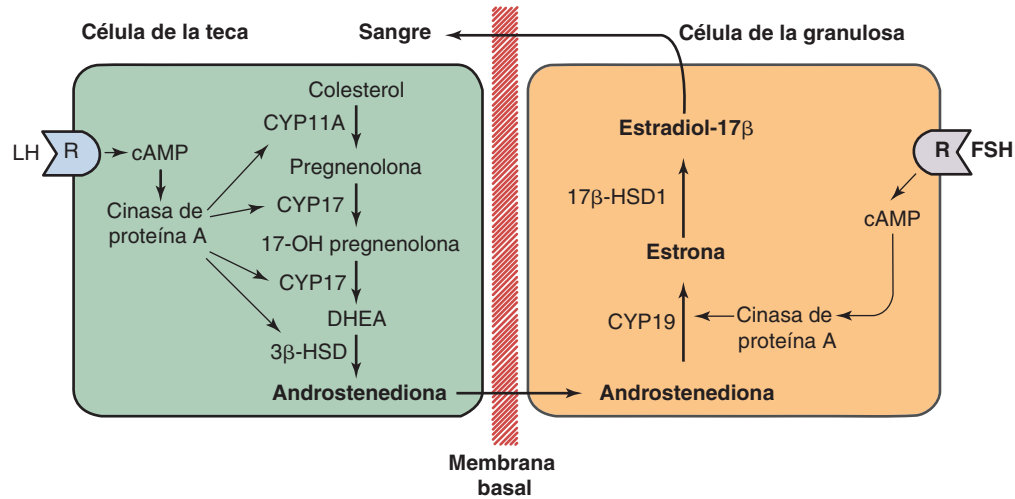 Célula de la teca
Sangre
Célula de la granulosa
Colesterol
CYP11A
LH
R
cAMP
Pregnenolona
Cinasa de
proteína A
CYP17
17-OH pregnenolona
CYP17
DHEA
3β-HSD
Androstenediona
Estradiol-17β
R
FSH
17β-HSD1
cAMP
Estrona
CYP19
Cinasa de
proteína A
Androstenediona
Membrana
basal